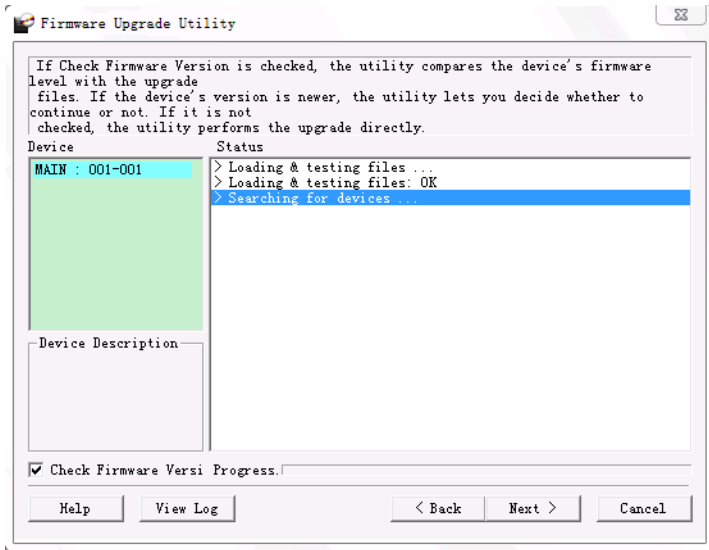 Firmware Upgrade Utility
If Check Firmware Version is checked, the utility compares the device's firmware
level with the upgrade
files. If the device's version is newer, the utility lets you decide whether to
continue or not. If it is not
checked, the utility performs the upgrade directly.
Device Status
MAIN : 001-001
> Loading & testing files ...
> Loading & testing files: OK
> Searching for devices ...
Device Description
Check Firmware Versi Progress.
Help View Log < Back Next > Cancel